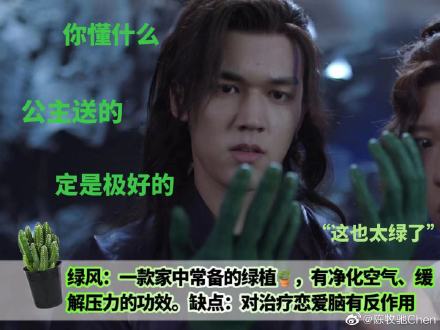 你懂什么
公主送的
定是极好的
“这也太绿了”
绿风：一款家中常备的绿植🪴，有净化空气、缓
解压力的功效。缺点：对治疗恋爱脑有反作用
@陈牧驰Chen